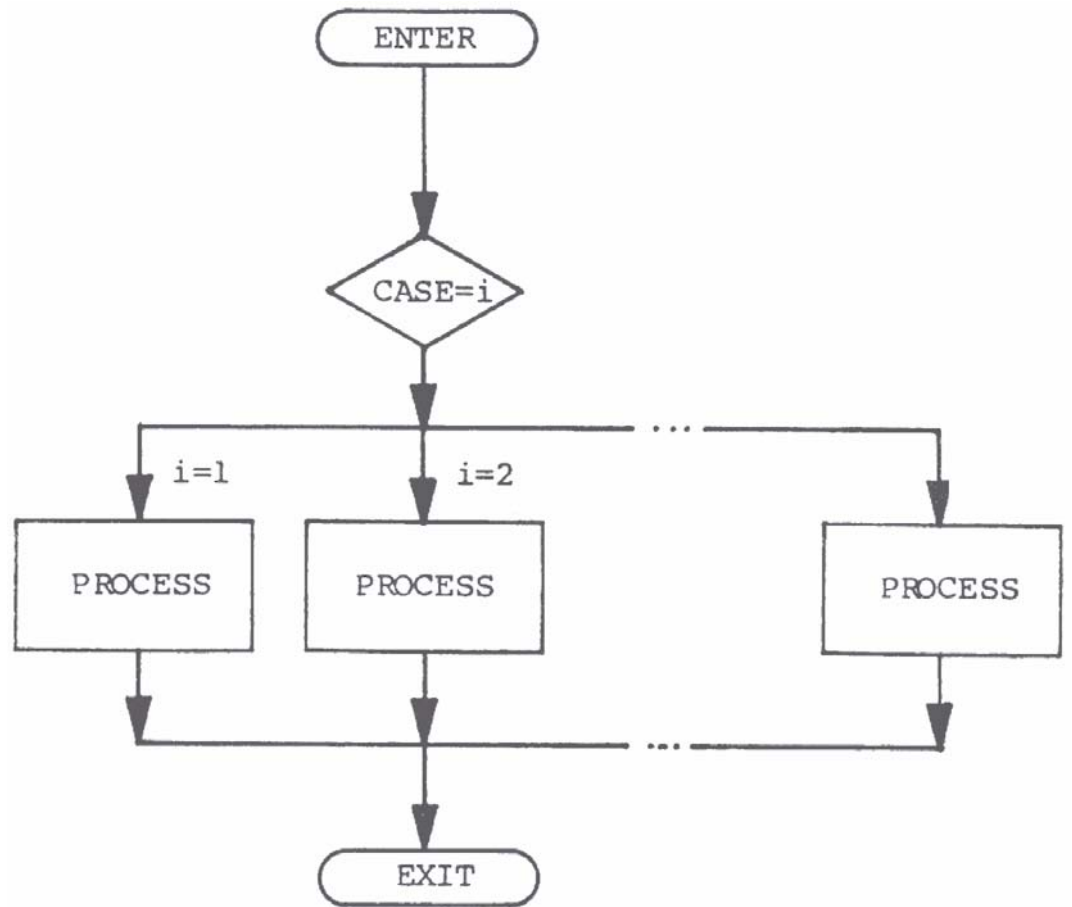 ENTER
CASE=i
...
i=1
i=2
PROCESS
PROCESS
PROCESS
...
EXIT